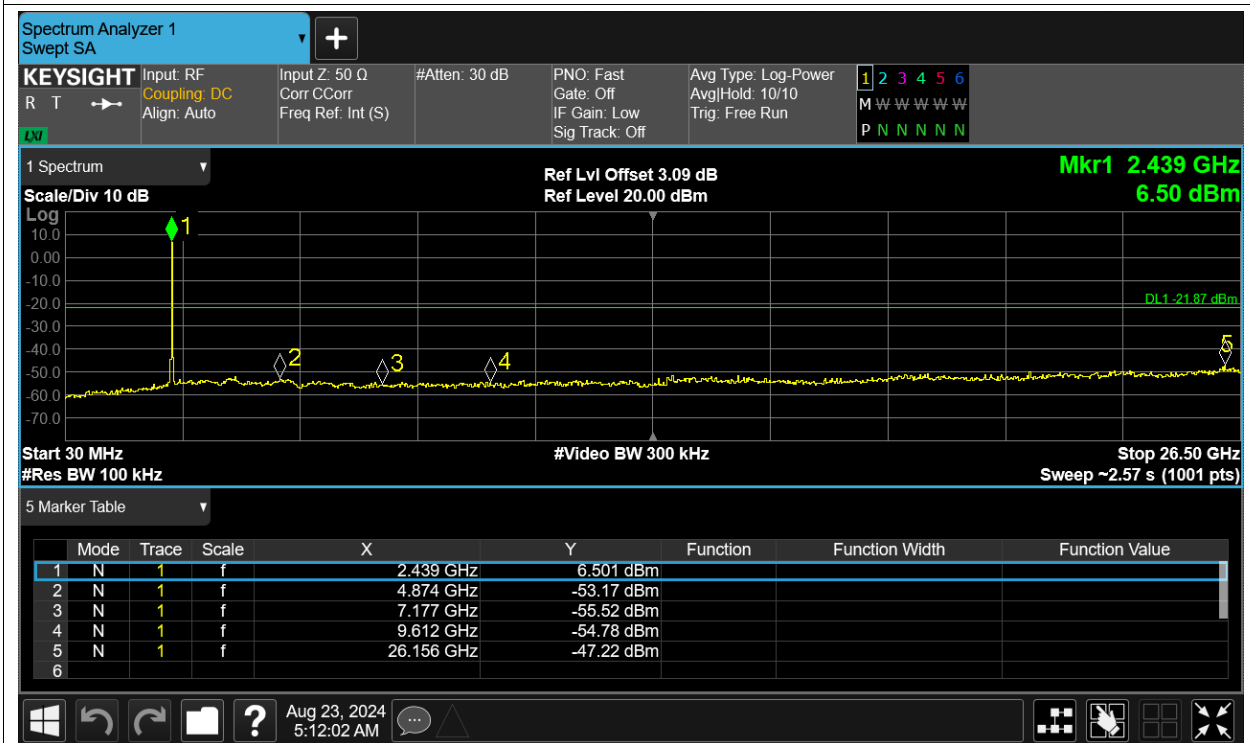 Spectrum Analyzer 1
Swept SA
KEYSIGHT
R T
LXI
Input: RF
Coupling: DC
Align: Auto
Input Z: 50 Ω
Corr CCorr
Freq Ref: Int (S)
#Atten: 30 dB
PNO: Fast
Gate: Off
IF Gain: Low
Sig Track: Off
Avg Type: Log-Power
Avg|Hold: 10/10
Trig: Free Run
1 2 3 4 5 6
M W W W W W
P N N N N N
1 Spectrum
Scale/Div 10 dB
Ref Lvl Offset 3.09 dB
Ref Level 20.00 dBm
Mkr1 2.439 GHz
6.50 dBm
Log
10.0
0.00
-10.0
-20.0
-30.0
-40.0
-50.0
-60.0
-70.0
1
2
3
4
5
DL1 -21.87 dBm
Start 30 MHz
#Video BW 300 kHz
Stop 26.50 GHz
#Res BW 100 kHz
Sweep ~2.57 s (1001 pts)
5 Marker Table
Mode Trace Scale X Y Function Function Width Function Value
1 N 1 f 2.439 GHz 6.501 dBm
2 N 1 f 4.874 GHz -53.17 dBm
3 N 1 f 7.177 GHz -55.52 dBm
4 N 1 f 9.612 GHz -54.78 dBm
5 N 1 f 26.156 GHz -47.22 dBm
6
?
Aug 23, 2024
5:12:02 AM